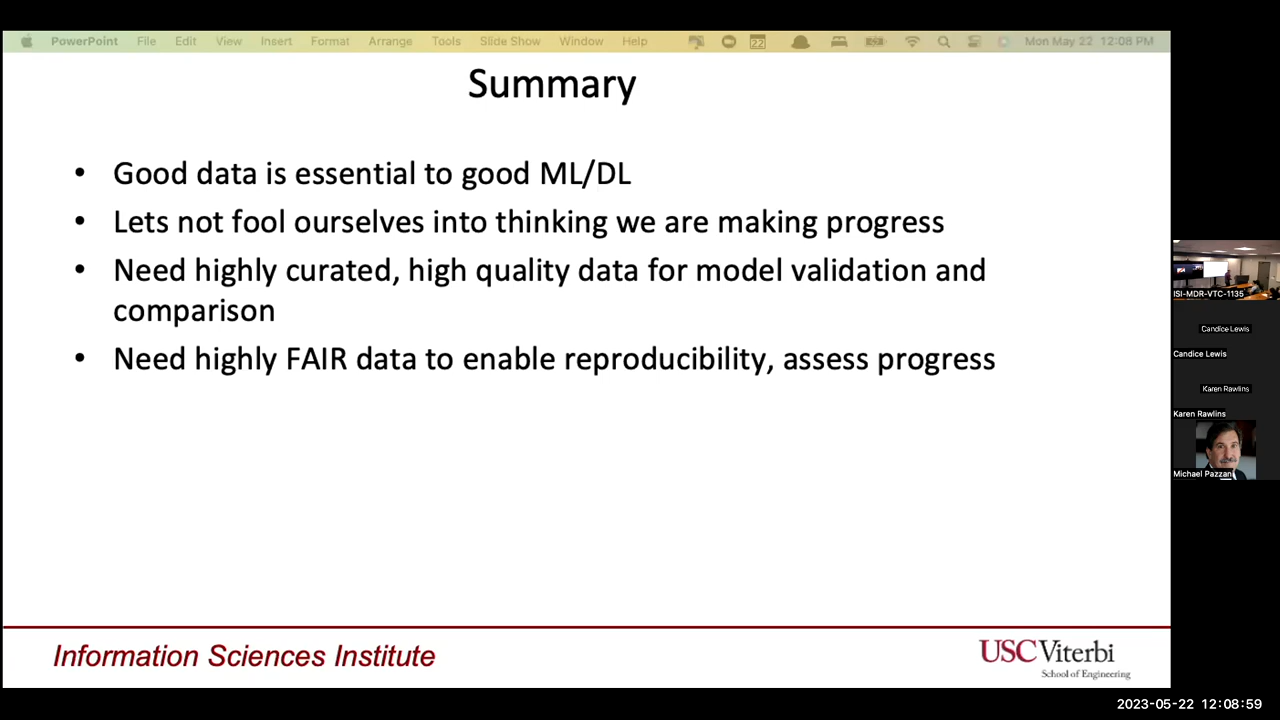 PowerPoint File Edit View Insert Format Arrange Tools Slide Show Window Help 22 Mon May 22 12:08 PM
Summary
• Good data is essential to good ML/DL
• Lets not fool ourselves into thinking we are making progress
• Need highly curated, high quality data for model validation and
comparison
• Need highly FAIR data to enable reproducibility, assess progress
ISI-MDR-VTC-1135
Candice Lewis
Candice Lewis
Karen Rawlins
Karen Rawlins
Michael Pazzani
Information Sciences Institute
USC Viterbi
School of Engineering
2023-05-22 12:08:59